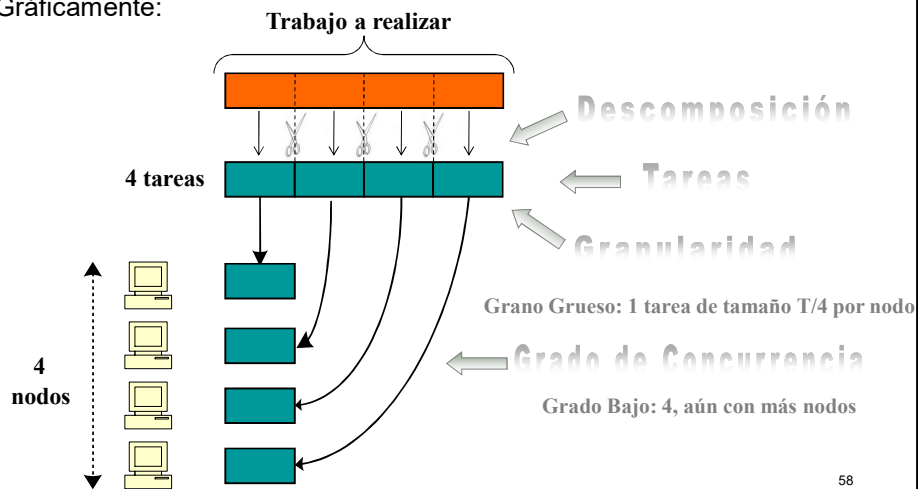 Gráficamente:
Trabajo a realizar
Descomposición
4 tareas
Tareas
Granularidad
Grano Grueso: 1 tarea de tamaño T/4 por nodo
Grado de Concurrencia
4
nodos
Grado Bajo: 4, aún con más nodos
58